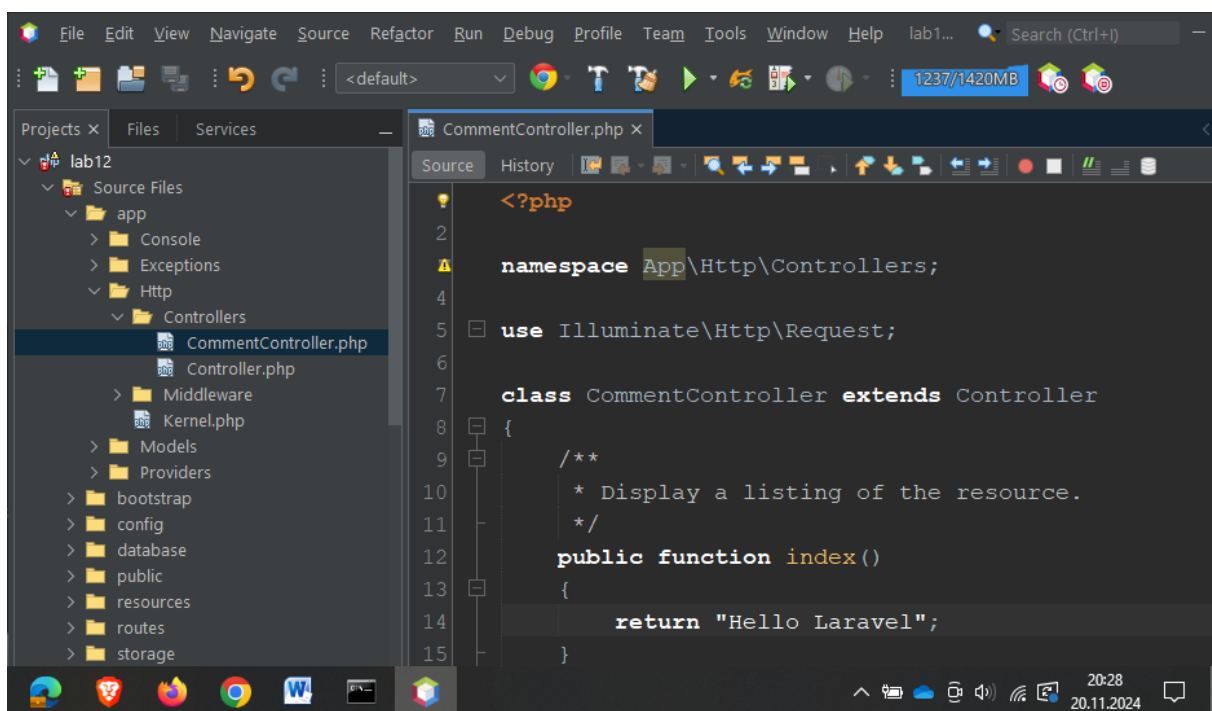 File Edit View Navigate Source Refactor Run Debug Profile Team Tools Window Help lab1... Search (Ctrl+I)
<default> 1237/1420MB
Projects Files Services
CommentController.php
Source History
lab12
Source Files
app
Console
Exceptions
Http
Controllers
CommentController.php
Controller.php
Middleware
Kernel.php
Models
Providers
bootstrap
config
database
public
resources
routes
storage
<?php
2
namespace App\Http\Controllers;
4
5 use Illuminate\Http\Request;
6
7 class CommentController extends Controller
8 {
9 /**
10 * Display a listing of the resource.
11 */
12 public function index()
13 {
14 return "Hello Laravel";
15 }
20:28
20.11.2024